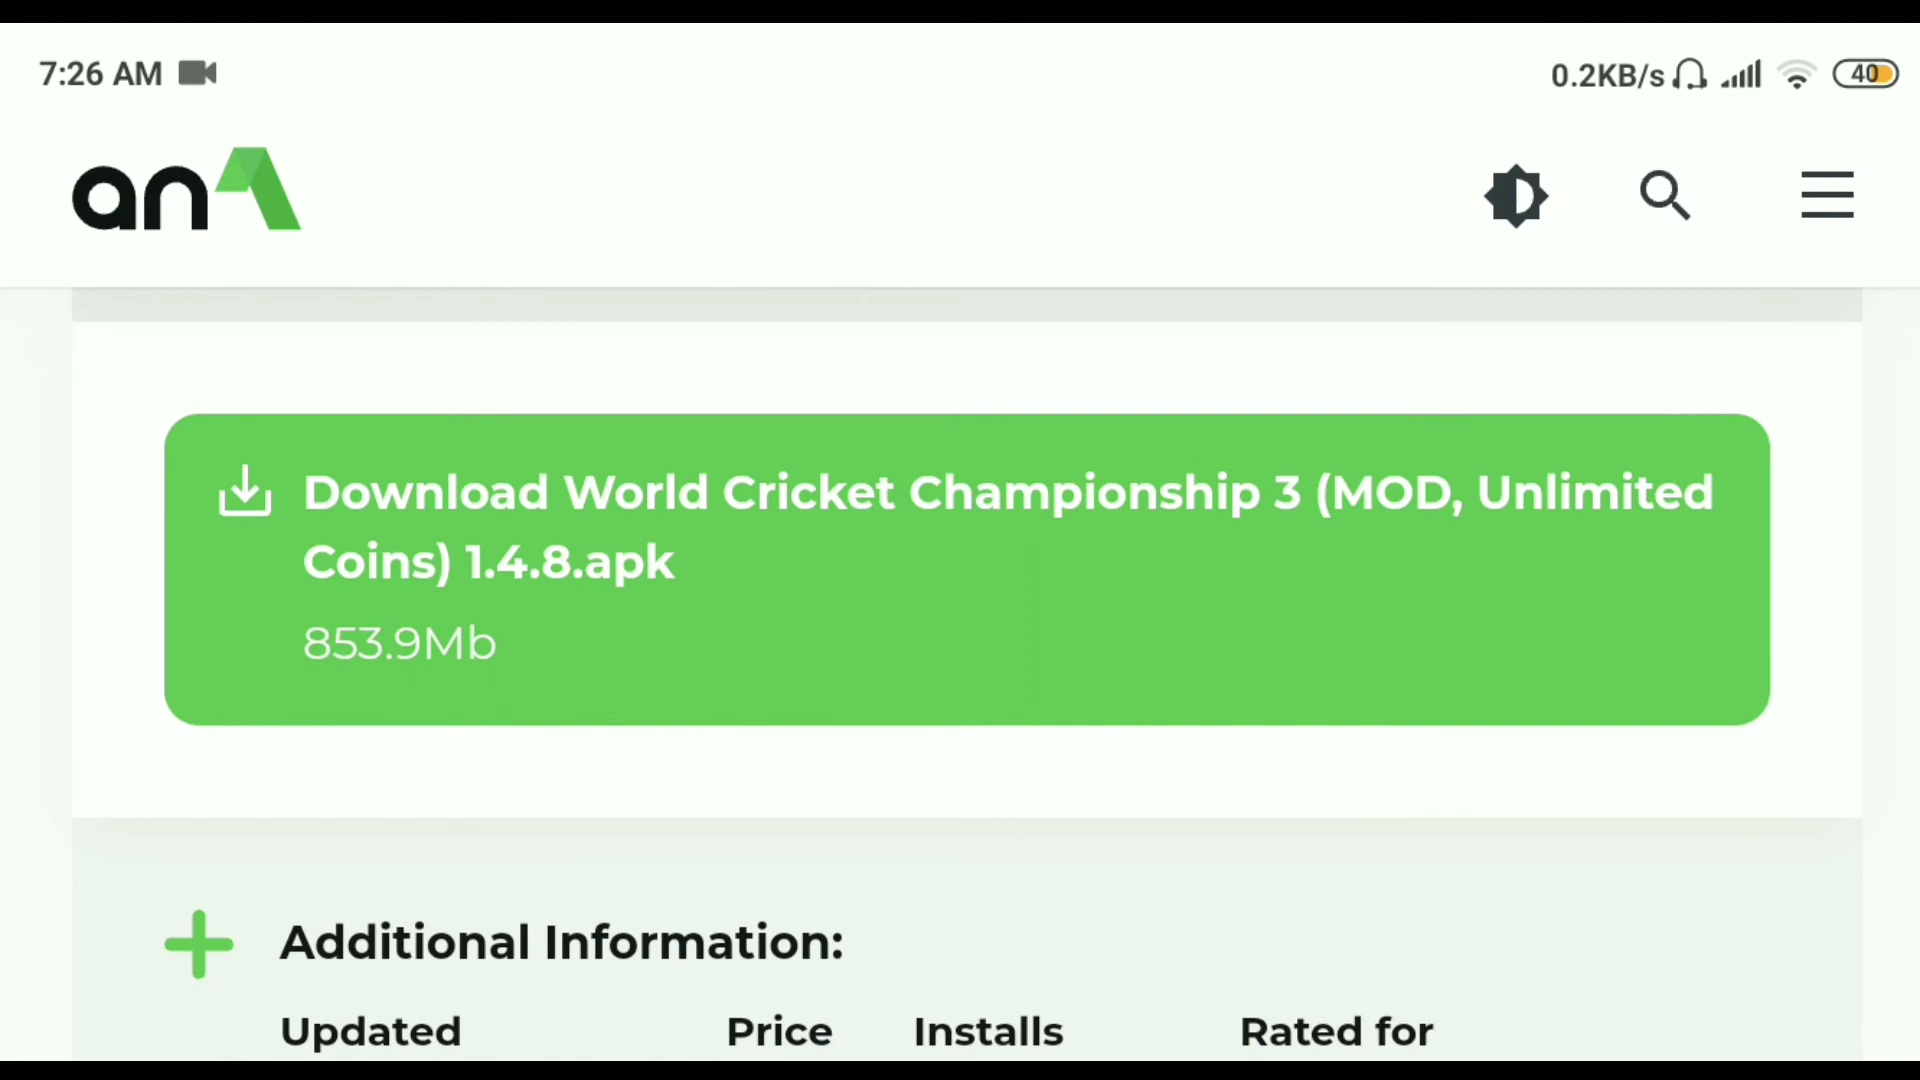 7:26 AM
0.2KB/s
40
an
Download World Cricket Championship 3 (MOD, Unlimited
Coins) 1.4.8.apk
853.9Mb
Additional Information:
Updated Price Installs Rated for